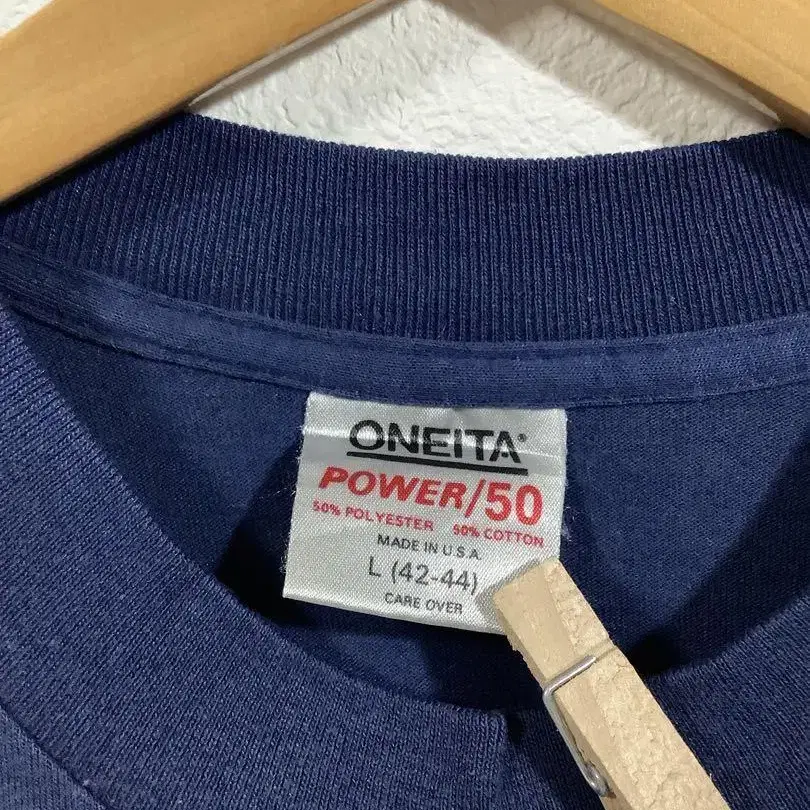 ONEITA®
POWER/50
50% POLYESTER 50% COTTON
MADE IN U.S.A.
L (42-44)
CARE OVER